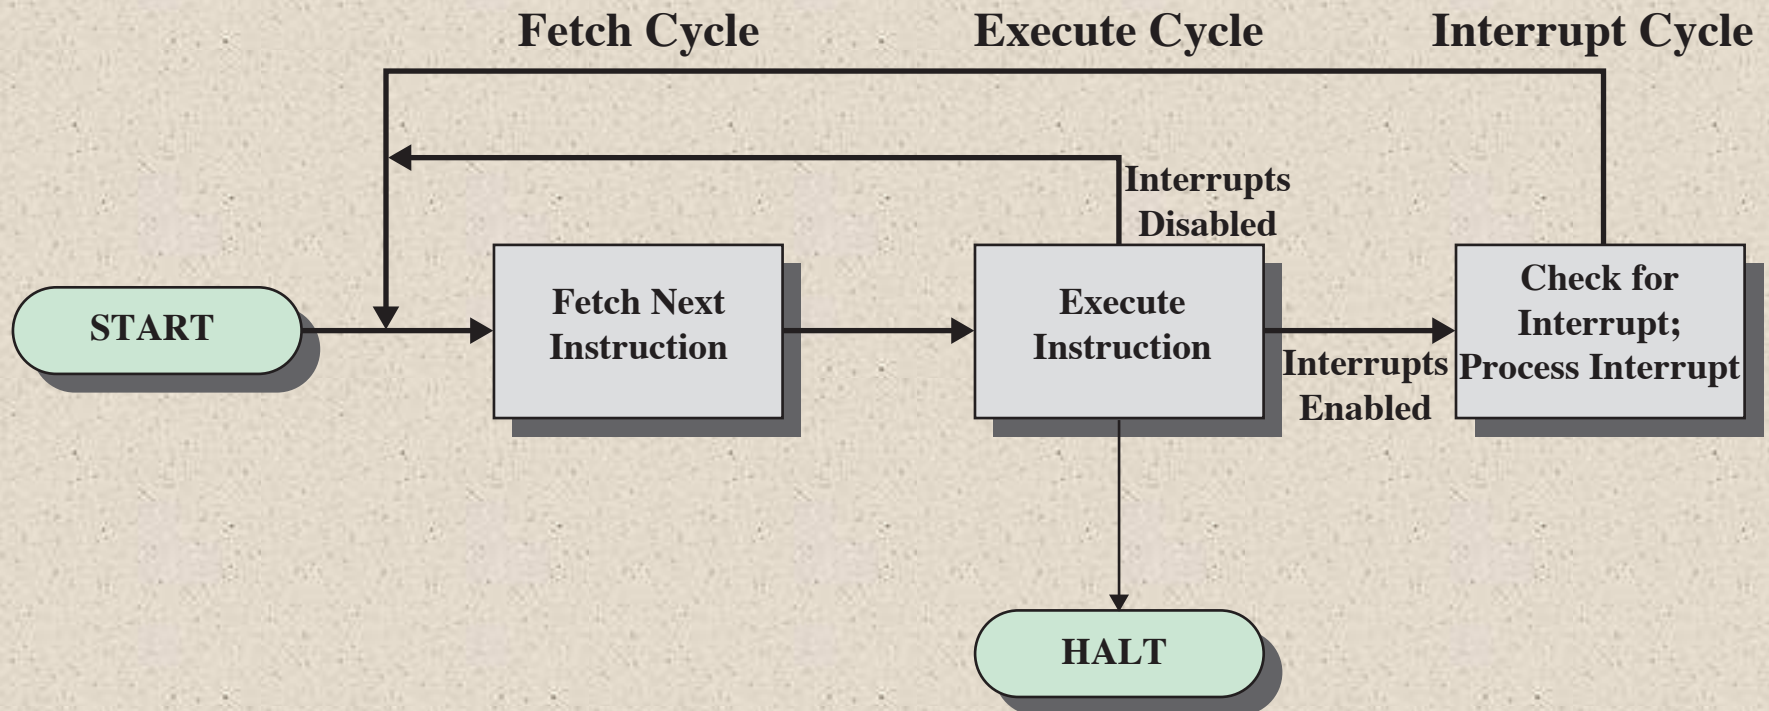 Fetch Cycle
Execute Cycle
Interrupt Cycle
Interrupts
Disabled
START
Fetch Next
Instruction
Execute
Instruction
Interrupts
Enabled
Check for
Interrupt;
Process Interrupt
HALT